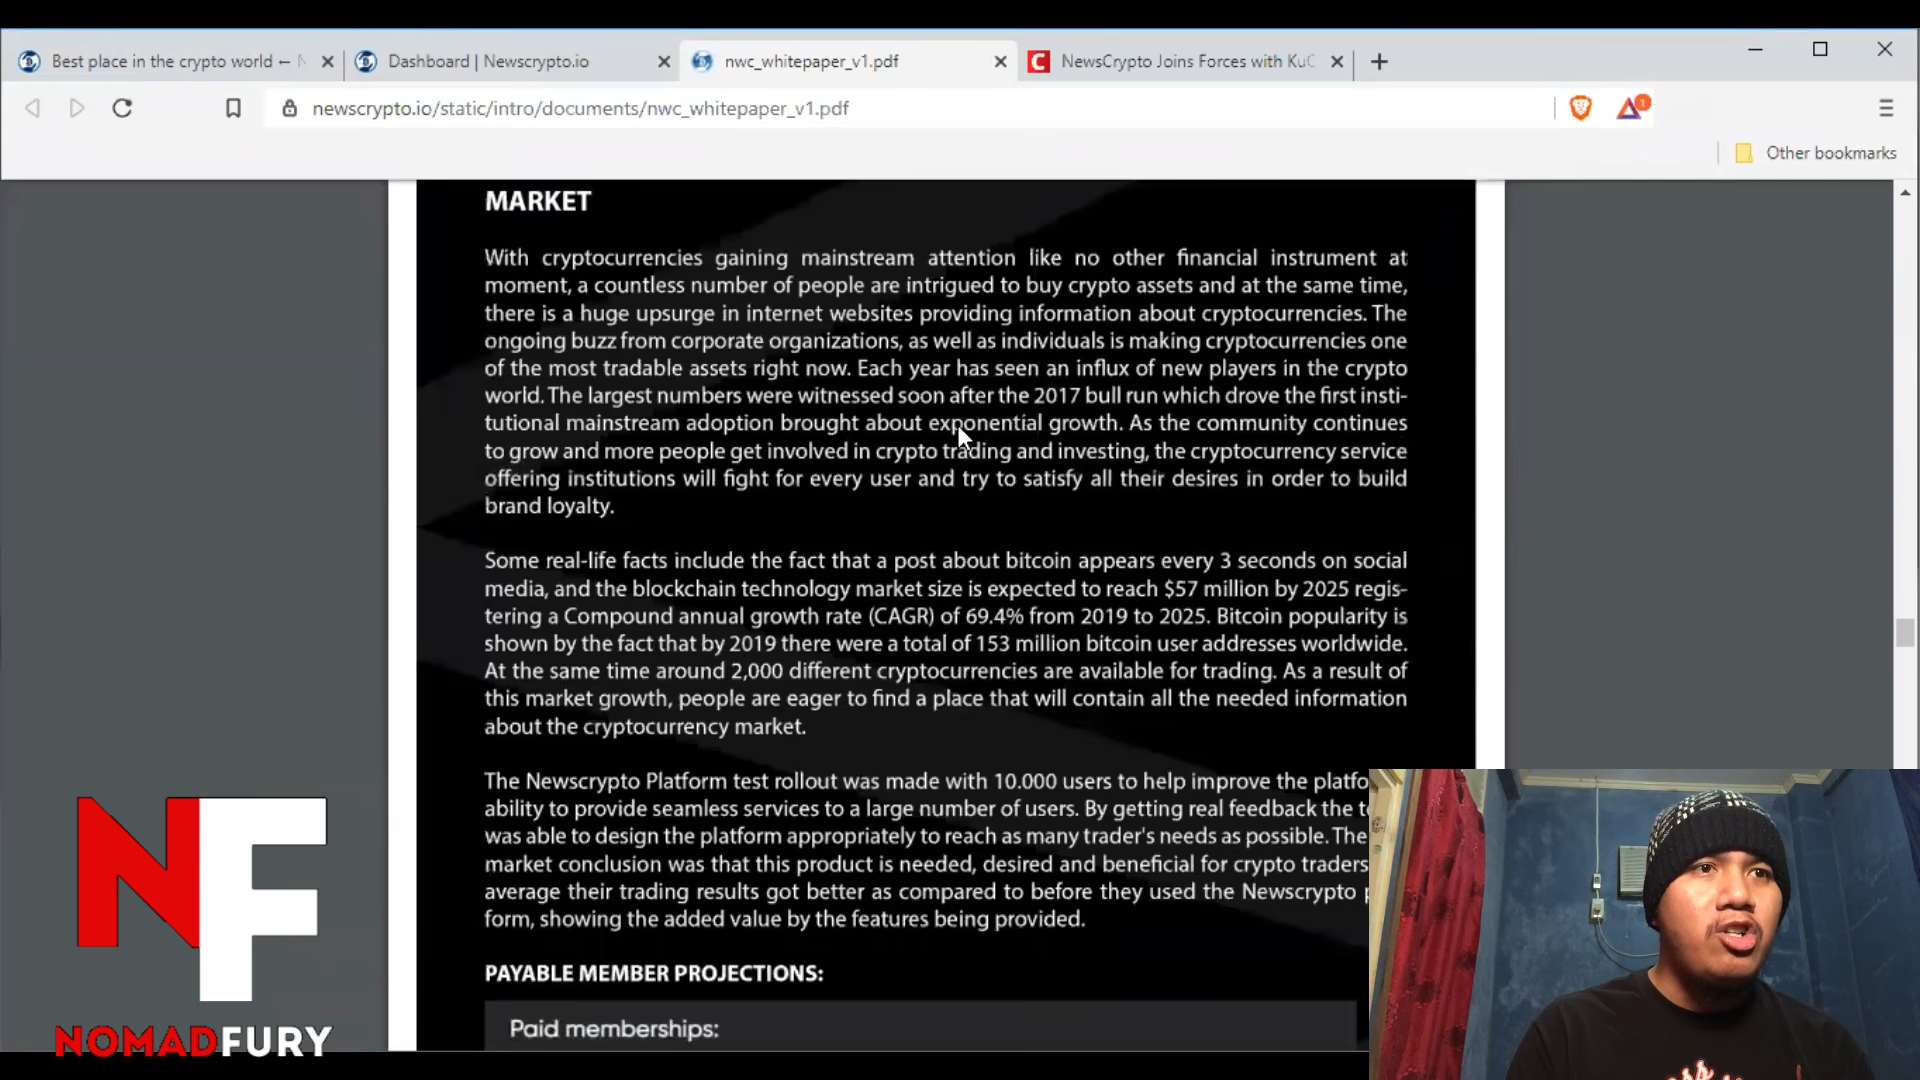 Best place in the crypto world ← N
Dashboard | Newscrypto.io
nwc_whitepaper_v1.pdf
NewsCrypto Joins Forces with KuC
newscrypto.io/static/intro/documents/nwc_whitepaper_v1.pdf
1
Other bookmarks
MARKET
With cryptocurrencies gaining mainstream attention like no other financial instrument at
moment, a countless number of people are intrigued to buy crypto assets and at the same time,
there is a huge upsurge in internet websites providing information about cryptocurrencies. The
ongoing buzz from corporate organizations, as well as individuals is making cryptocurrencies one
of the most tradable assets right now. Each year has seen an influx of new players in the crypto
world. The largest numbers were witnessed soon after the 2017 bull run which drove the first insti-
tutional mainstream adoption brought about exponential growth. As the community continues
to grow and more people get involved in crypto trading and investing, the cryptocurrency service
offering institutions will fight for every user and try to satisfy all their desires in order to build
brand loyalty.
Some real-life facts include the fact that a post about bitcoin appears every 3 seconds on social
media, and the blockchain technology market size is expected to reach $57 million by 2025 regis-
tering a Compound annual growth rate (CAGR) of 69.4% from 2019 to 2025. Bitcoin popularity is
shown by the fact that by 2019 there were a total of 153 million bitcoin user addresses worldwide.
At the same time around 2,000 different cryptocurrencies are available for trading. As a result of
this market growth, people are eager to find a place that will contain all the needed information
about the cryptocurrency market.
The Newscrypto Platform test rollout was made with 10.000 users to help improve the platfo
ability to provide seamless services to a large number of users. By getting real feedback the t
was able to design the platform appropriately to reach as many trader's needs as possible. The
market conclusion was that this product is needed, desired and beneficial for crypto traders
average their trading results got better as compared to before they used the Newscrypto p
form, showing the added value by the features being provided.
PAYABLE MEMBER PROJECTIONS:
Paid memberships:
NF
NOMADFURY